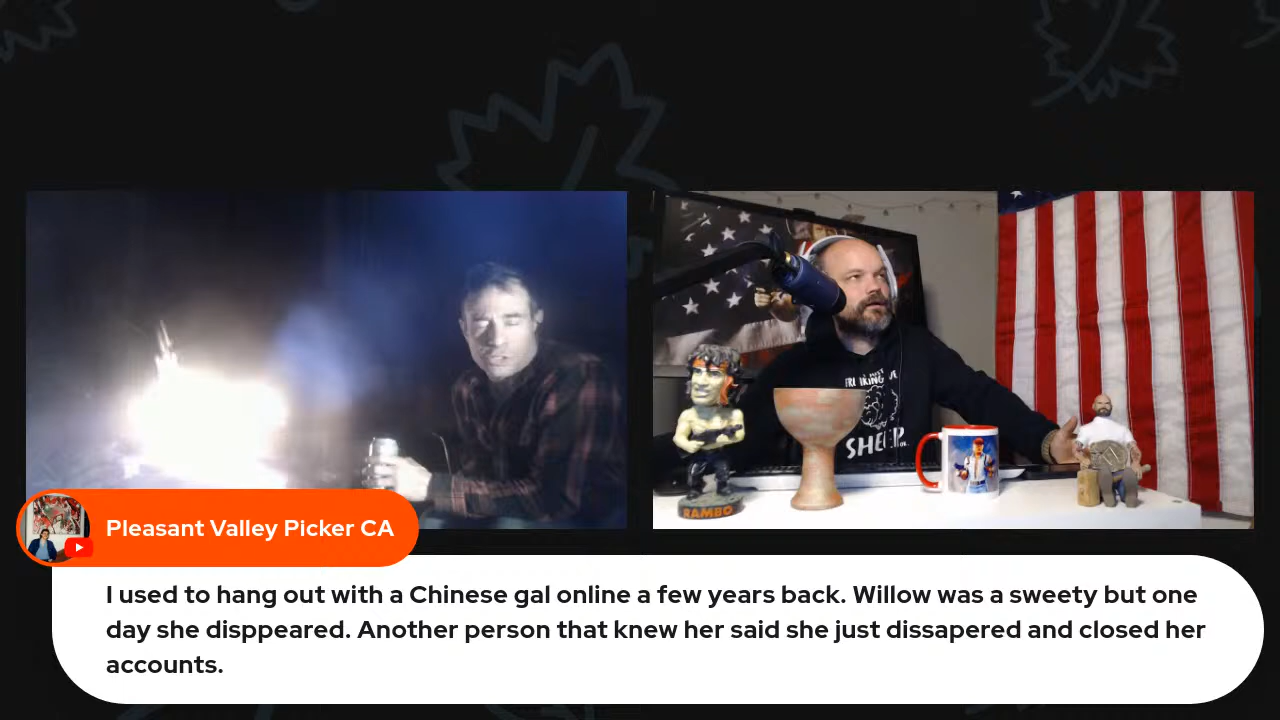 SHEEP
RAMBO
Pleasant Valley Picker CA
I used to hang out with a Chinese gal online a few years back. Willow was a sweety but one
day she disppeared. Another person that knew her said she just dissapered and closed her
accounts.